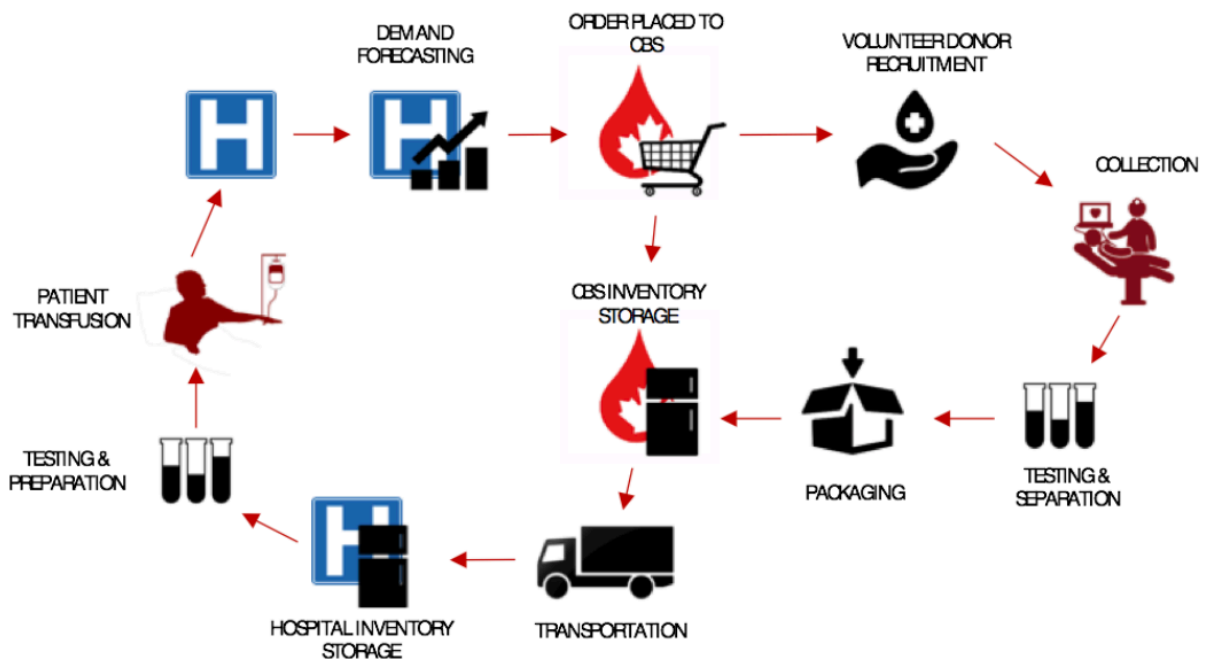 DEMAND
FORECASTING
ORDER PLACED TO
CBS
VOLUNTEER DONOR
RECRUITMENT
COLLECTION
H
H
PATIENT
TRANSFUSION
CBS INVENTORY
STORAGE
TESTING &
PREPARATION
PACKAGING
TESTING &
SEPARATION
H
HOSPITAL INVENTORY
STORAGE
TRANSPORTATION